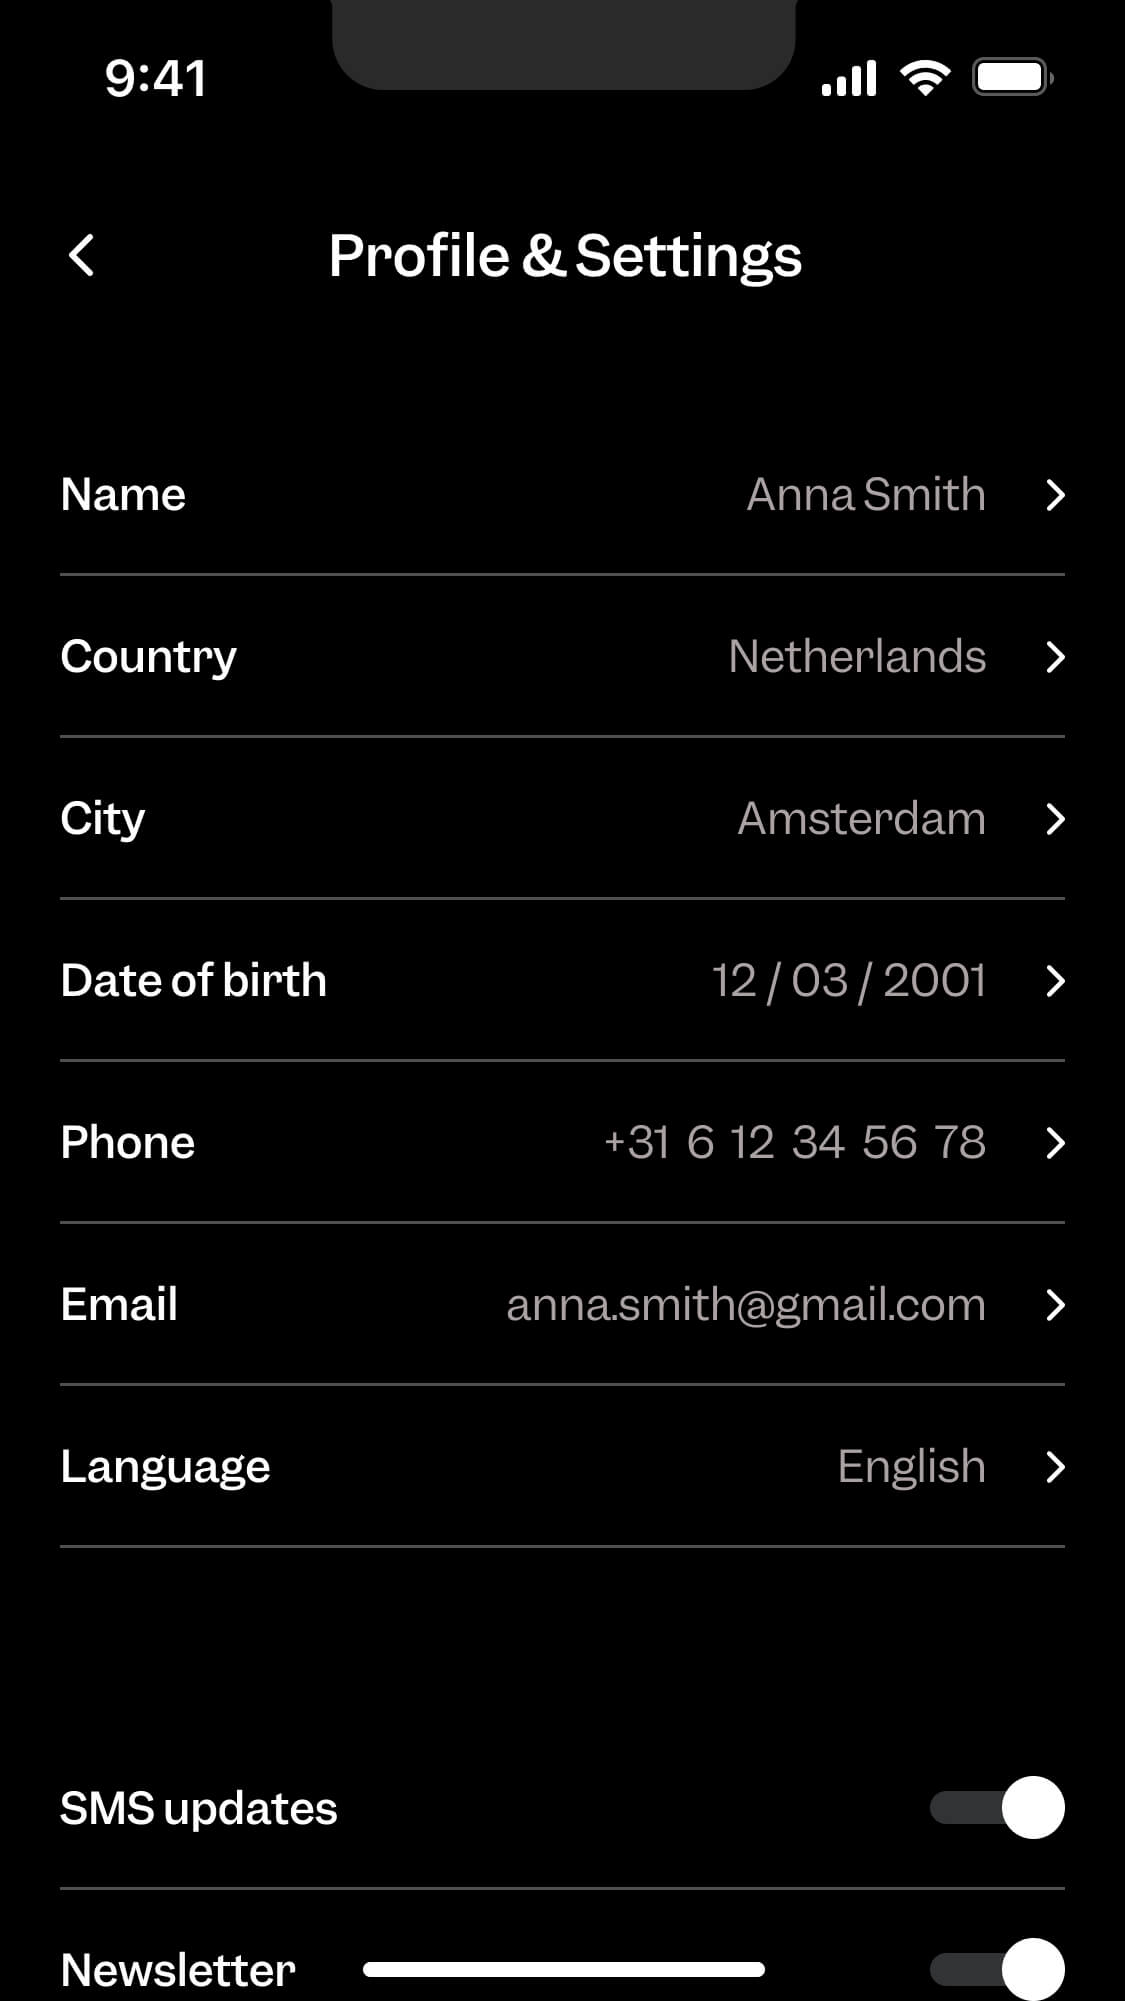 9:41
Profile & Settings
Name Anna Smith
Country Netherlands
City Amsterdam
Date of birth 12 / 03 / 2001
Phone +31 6 12 34 56 78
Email anna.smith@gmail.com
Language English
SMS updates
Newsletter